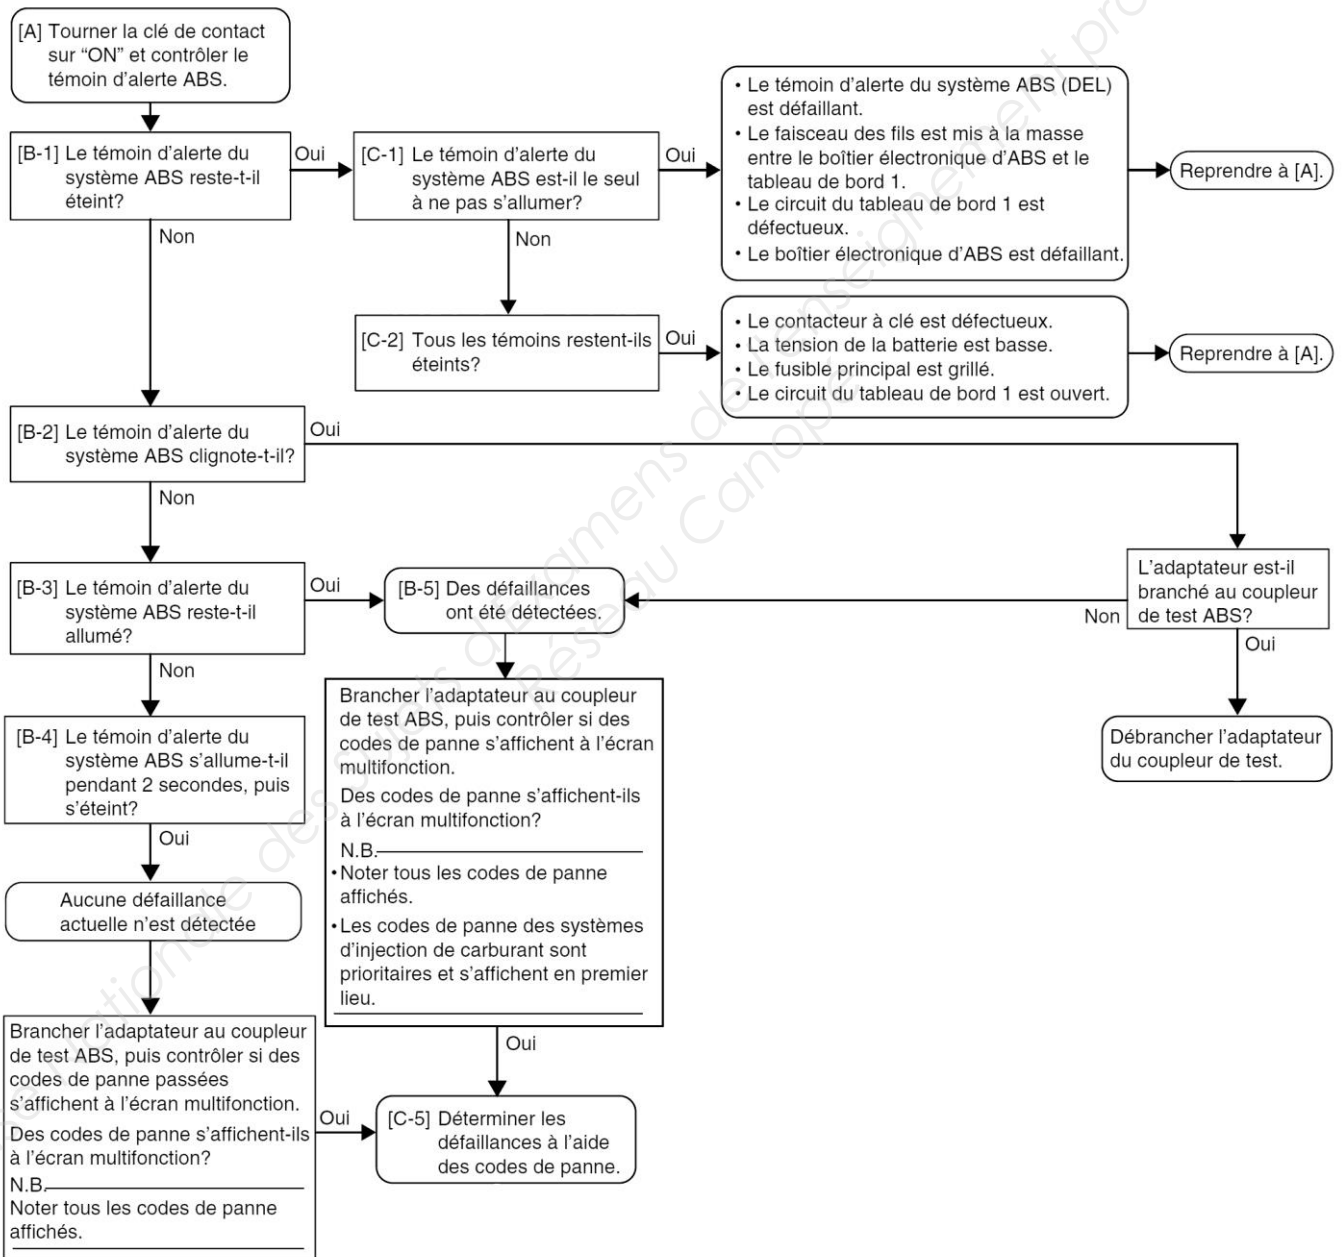 [A] Tourner la clé de contact
sur “ON” et contrôler le
témoin d’alerte ABS.
[B-1] Le témoin d’alerte du
système ABS reste-t-il
éteint?
Oui
Non
[C-1] Le témoin d’alerte du
système ABS est-il le seul
à ne pas s’allumer?
Oui
Non
• Le témoin d’alerte du système ABS (DEL)
est défaillant.
• Le faisceau des fils est mis à la masse
entre le boîtier électronique d’ABS et le
tableau de bord 1.
• Le circuit du tableau de bord 1 est
défectueux.
• Le boîtier électronique d’ABS est défaillant.
Reprendre à [A].
[C-2] Tous les témoins restent-ils
éteints?
Oui
• Le contacteur à clé est défectueux.
• La tension de la batterie est basse.
• Le fusible principal est grillé.
• Le circuit du tableau de bord 1 est ouvert.
Reprendre à [A].
[B-2] Le témoin d’alerte du
système ABS clignote-t-il?
Oui
Non
L’adaptateur est-il
branché au coupleur
de test ABS?
Non
Oui
Débrancher l’adaptateur
du coupleur de test.
[B-3] Le témoin d’alerte du
système ABS reste-t-il
allumé?
Oui
Non
[B-5] Des défaillances
ont été détectées.
Brancher l’adaptateur au coupleur
de test ABS, puis contrôler si des
codes de panne s’affichent à l’écran
multifonction.
Des codes de panne s’affichent-ils
à l’écran multifonction?
N.B.
• Noter tous les codes de panne
affichés.
• Les codes de panne des systèmes
d’injection de carburant sont
prioritaires et s’affichent en premier
lieu.
Oui
[B-4] Le témoin d’alerte du
système ABS s’allume-t-il
pendant 2 secondes, puis
s’éteint?
Oui
Aucune défaillance
actuelle n’est détectée
Brancher l’adaptateur au coupleur
de test ABS, puis contrôler si des
codes de panne passées
s’affichent à l’écran multifonction.
Des codes de panne s’affichent-ils
à l’écran multifonction?
N.B.
Noter tous les codes de panne
affichés.
Oui
[C-5] Déterminer les
défaillances à l’aide
des codes de panne.
Nationale des sujets d'Examens de l'enseignement
Réseau Canopé